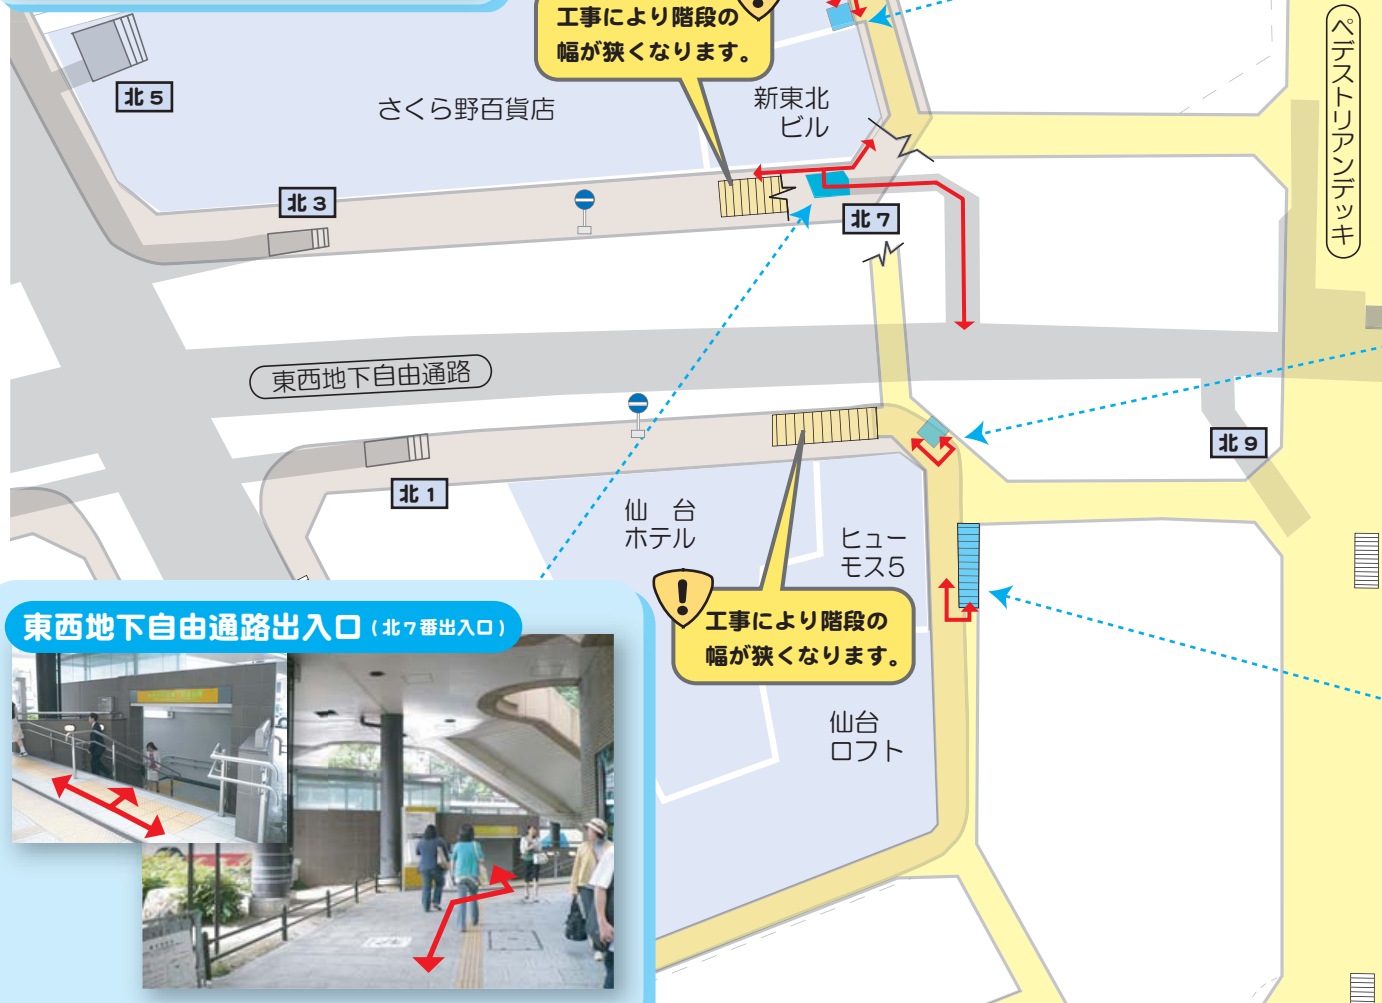 工事により階段の
幅が狭くなります。
ペデストリアンデッキ
北5
さくら野百貨店
新東北
ビル
北3
北7
東西地下自由通路
北9
北1
仙　台
ホテル
ヒュー
モス5
工事により階段の
幅が狭くなります。
東西地下自由通路出入口（北7番出入口）
仙台
ロフト